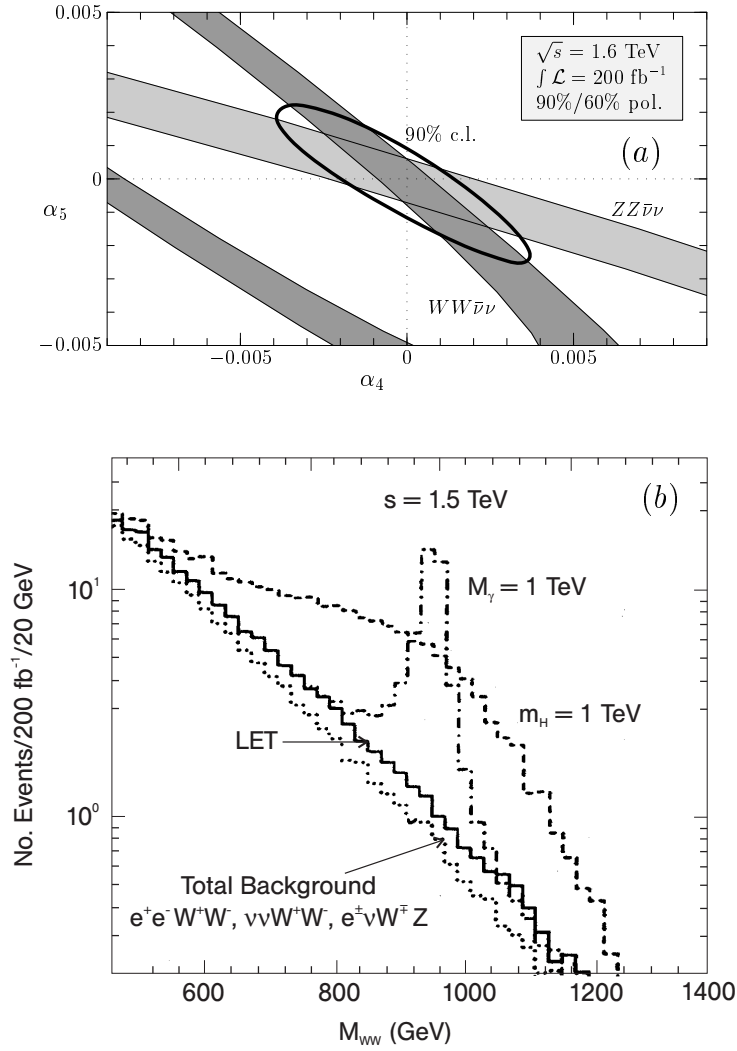 0.005
√s = 1.6 TeV
∫ℒ = 200 fb⁻¹
90%/60% pol.
90% c.l.
(a)
0
α₅
ZZν̄ν
WWν̄ν
−0.005
−0.005
0
0.005
α₄
(b)
s = 1.5 TeV
10¹
Mᵧ = 1 TeV
m_H = 1 TeV
No. Events/200 fb⁻¹/20 GeV
LET
10⁰
Total Background
e⁺e⁻W⁺W⁻, ννW⁺W⁻, e^±νW^∓Z
600
800
1000
1200
1400
M_WW (GeV)